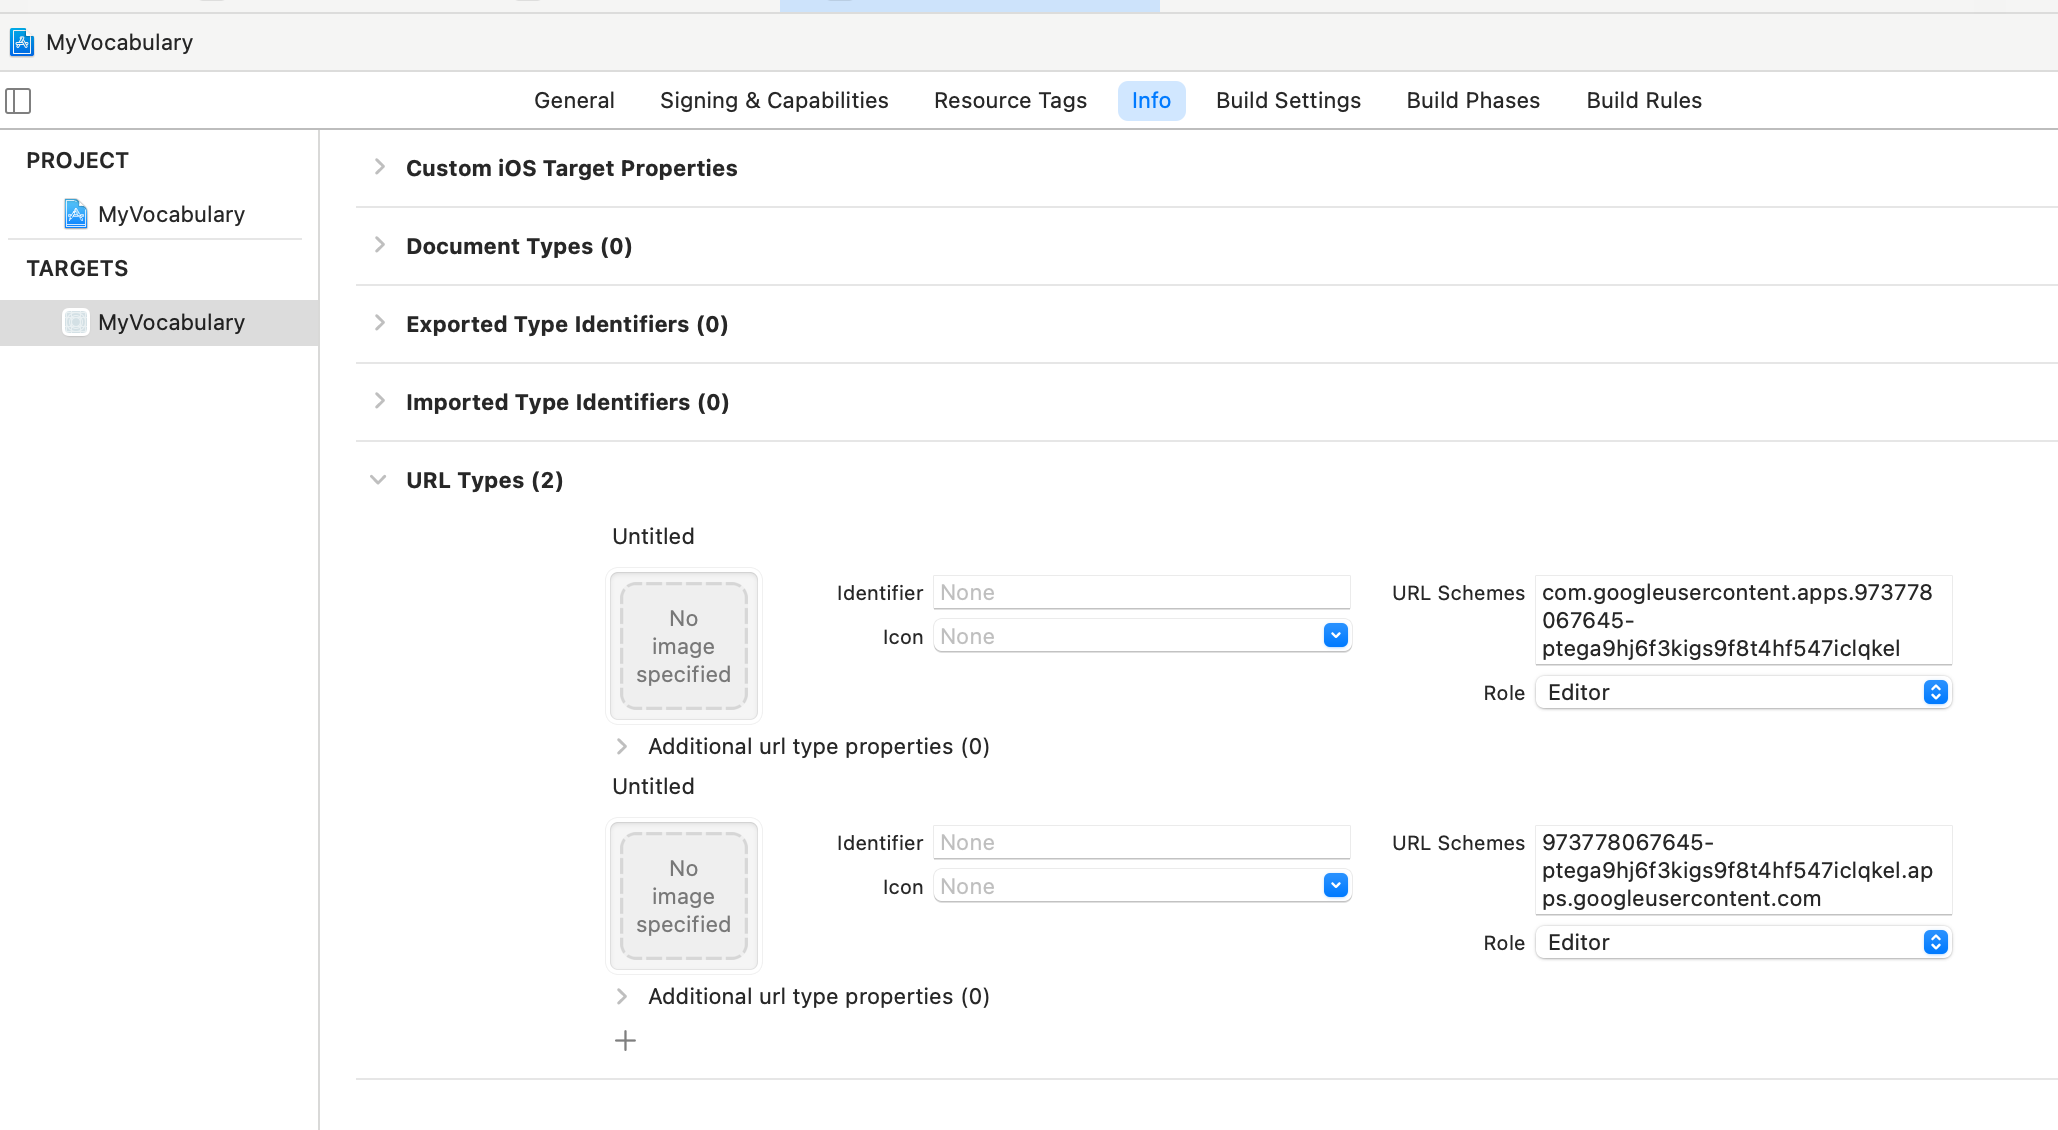 MyVocabulary
General Signing & Capabilities Resource Tags Info Build Settings Build Phases Build Rules
PROJECT
MyVocabulary
TARGETS
MyVocabulary
Custom iOS Target Properties
Document Types (0)
Exported Type Identifiers (0)
Imported Type Identifiers (0)
URL Types (2)
Untitled
No
image
specified
Identifier None
Icon None
URL Schemes com.googleusercontent.apps.973778
067645-
ptega9hj6f3kigs9f8t4hf547iclqkel
Role Editor
Additional url type properties (0)
Untitled
No
image
specified
Identifier None
Icon None
URL Schemes 973778067645-
ptega9hj6f3kigs9f8t4hf547iclqkel.ap
ps.googleusercontent.com
Role Editor
Additional url type properties (0)